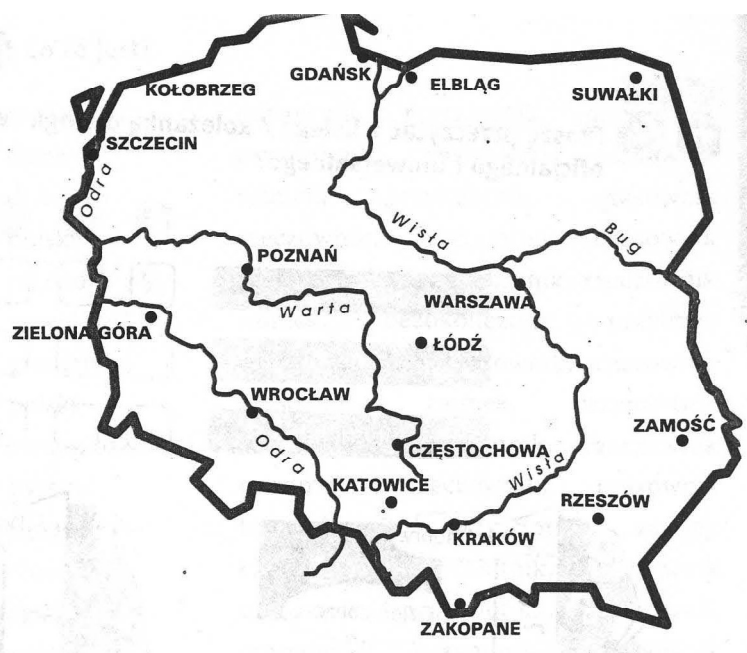 GDAŃSK
ELBLĄG
KOŁOBRZEG
SUWAŁKI
SZCZECIN
Odra
Wisła
Bug
POZNAŃ
WARSZAWA
Warta
ZIELONA GÓRA
ŁÓDŹ
WROCŁAW
ZAMOŚĆ
Odra
CZĘSTOCHOWA
Wisła
KATOWICE
RZESZÓW
KRAKÓW
ZAKOPANE